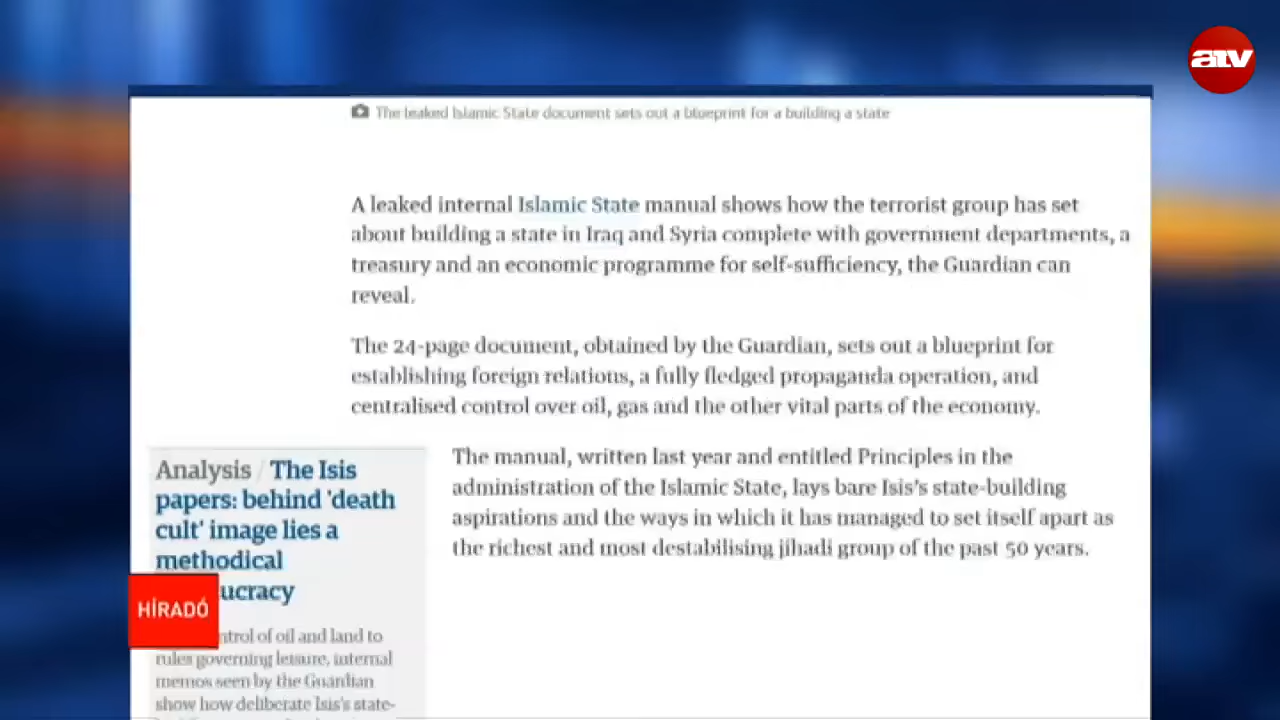 atv
The leaked Islamic State document sets out a blueprint for a building a state
A leaked internal Islamic State manual shows how the terrorist group has set
about building a state in Iraq and Syria complete with government departments, a
treasury and an economic programme for self-sufficiency, the Guardian can
reveal.
The 24-page document, obtained by the Guardian, sets out a blueprint for
establishing foreign relations, a fully fledged propaganda operation, and
centralised control over oil, gas and the other vital parts of the economy.
The manual, written last year and entitled Principles in the
administration of the Islamic State, lays bare Isis's state-building
aspirations and the ways in which it has managed to set itself apart as
the richest and most destabilising jihadi group of the past 50 years.
Analysis / The Isis
papers: behind 'death
cult' image lies a
methodical
ucracy
HÍRADÓ
ntrol of oil and land to
rules governing leisure, internal
memos seen by the Guardian
show how deliberate Isis's state-